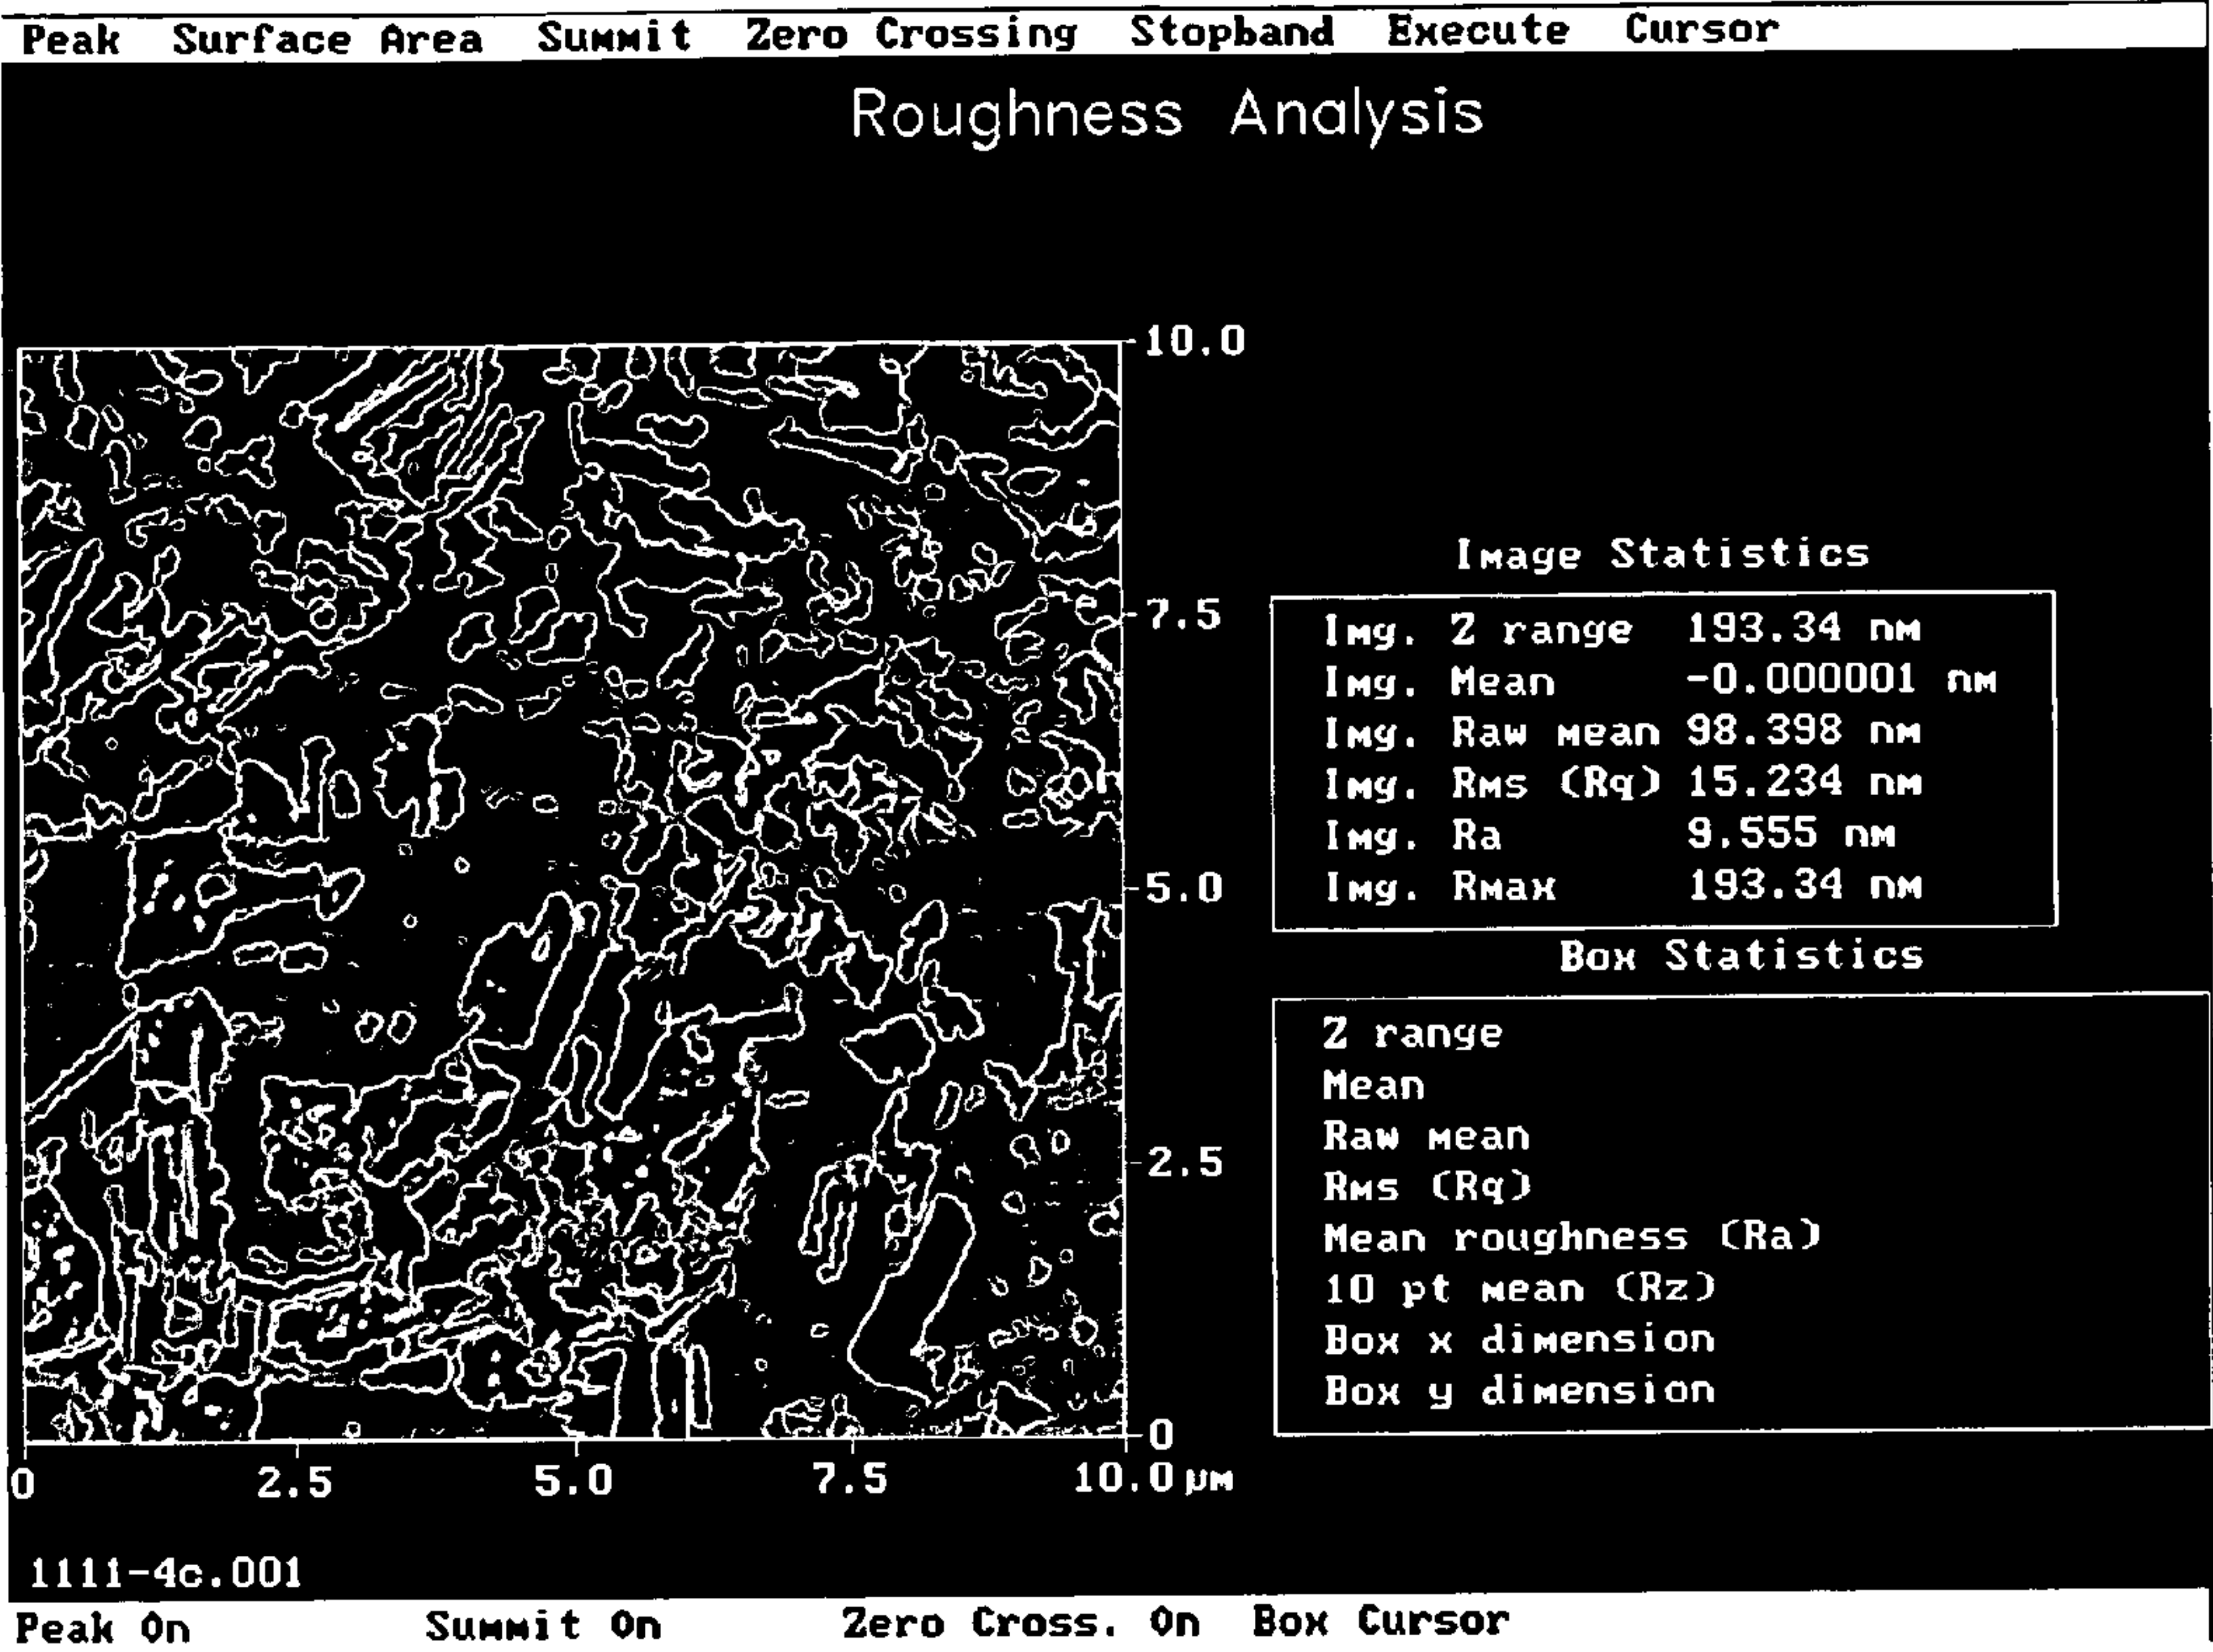 Peak Surface Area Summit Zero Crossing Stopband Execute Cursor
Roughness Analysis
10.0
7.5
5.0
2.5
0
0 2.5 5.0 7.5 10.0 µm
Image Statistics
Img. Z range 193.34 nm
Img. Mean -0.000001 nm
Img. Raw mean 98.398 nm
Img. Rms (Rq) 15.234 nm
Img. Ra 9.555 nm
Img. Rmax 193.34 nm
Box Statistics
Z range
Mean
Raw mean
Rms (Rq)
Mean roughness (Ra)
10 pt mean (Rz)
Box x dimension
Box y dimension
1111-4c.001
Peak On Summit On Zero Cross. On Box Cursor